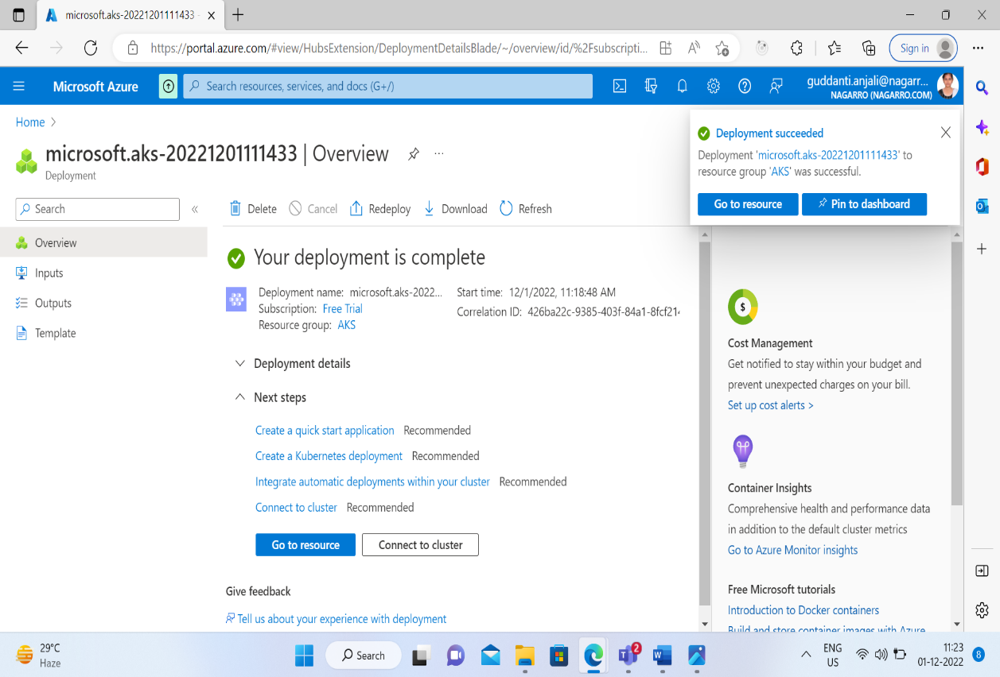 microsoft.aks-20221201111433 -
https://portal.azure.com/#view/HubsExtension/DeploymentDetailsBlade/~/overview/id/%2Fsubscripti...
Sign in
Microsoft Azure
Search resources, services, and docs (G+/)
guddanti.anjali@nagarr...
NAGARRO (NAGARRO.COM)
Home
microsoft.aks-20221201111433 | Overview
Deployment
Deployment succeeded
Deployment 'microsoft.aks-20221201111433' to
resource group 'AKS' was successful.
Go to resource
Pin to dashboard
Search
Delete
Cancel
Redeploy
Download
Refresh
Overview
Inputs
Outputs
Template
Your deployment is complete
Deployment name: microsoft.aks-2022...
Subscription: Free Trial
Resource group: AKS
Start time: 12/1/2022, 11:18:48 AM
Correlation ID: 426ba22c-9385-403f-84a1-8fcf214
Deployment details
Next steps
Create a quick start application Recommended
Create a Kubernetes deployment Recommended
Integrate automatic deployments within your cluster Recommended
Connect to cluster Recommended
Go to resource
Connect to cluster
Give feedback
Tell us about your experience with deployment
$
Cost Management
Get notified to stay within your budget and
prevent unexpected charges on your bill.
Set up cost alerts >
Container Insights
Comprehensive health and performance data
in addition to the default cluster metrics
Go to Azure Monitor insights
Free Microsoft tutorials
Introduction to Docker containers
Build and store container images with Azure
29°C
Haze
Search
2
ENG
US
11:23
01-12-2022
8